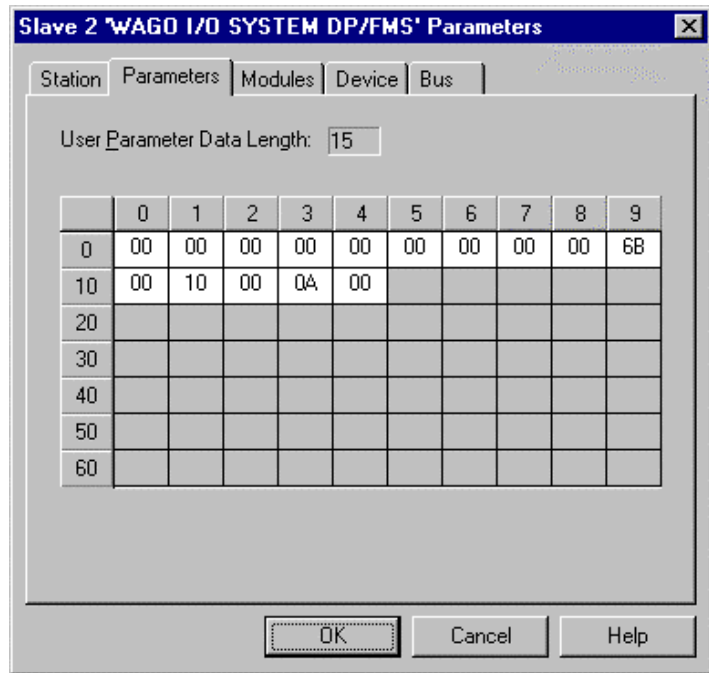 Slave 2 'WAGO I/O SYSTEM DP/FMS' Parameters
Station Parameters Modules Device Bus
User Parameter Data Length: 15
0 1 2 3 4 5 6 7 8 9
0 00 00 00 00 00 00 00 00 00 6B
10 00 10 00 0A 00
20
30
40
50
60
OK Cancel Help